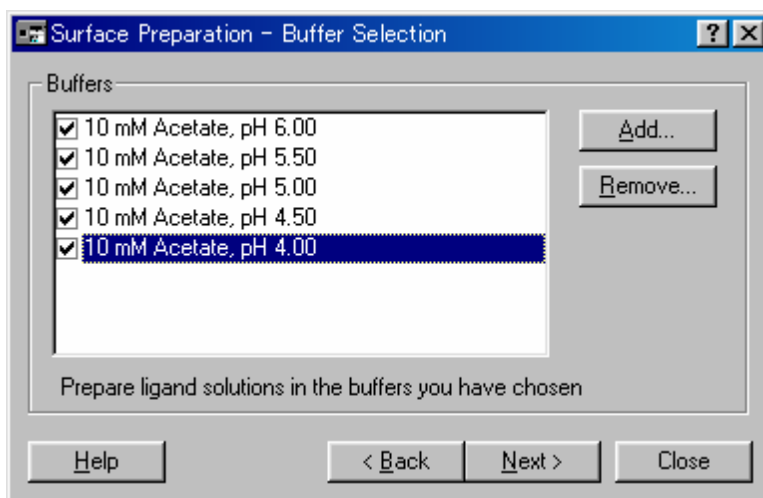 Surface Preparation - Buffer Selection
Buffers
10 mM Acetate, pH 6.00
10 mM Acetate, pH 5.50
10 mM Acetate, pH 5.00
10 mM Acetate, pH 4.50
10 mM Acetate, pH 4.00
Add...
Remove...
Prepare ligand solutions in the buffers you have chosen
Help
< Back
Next >
Close